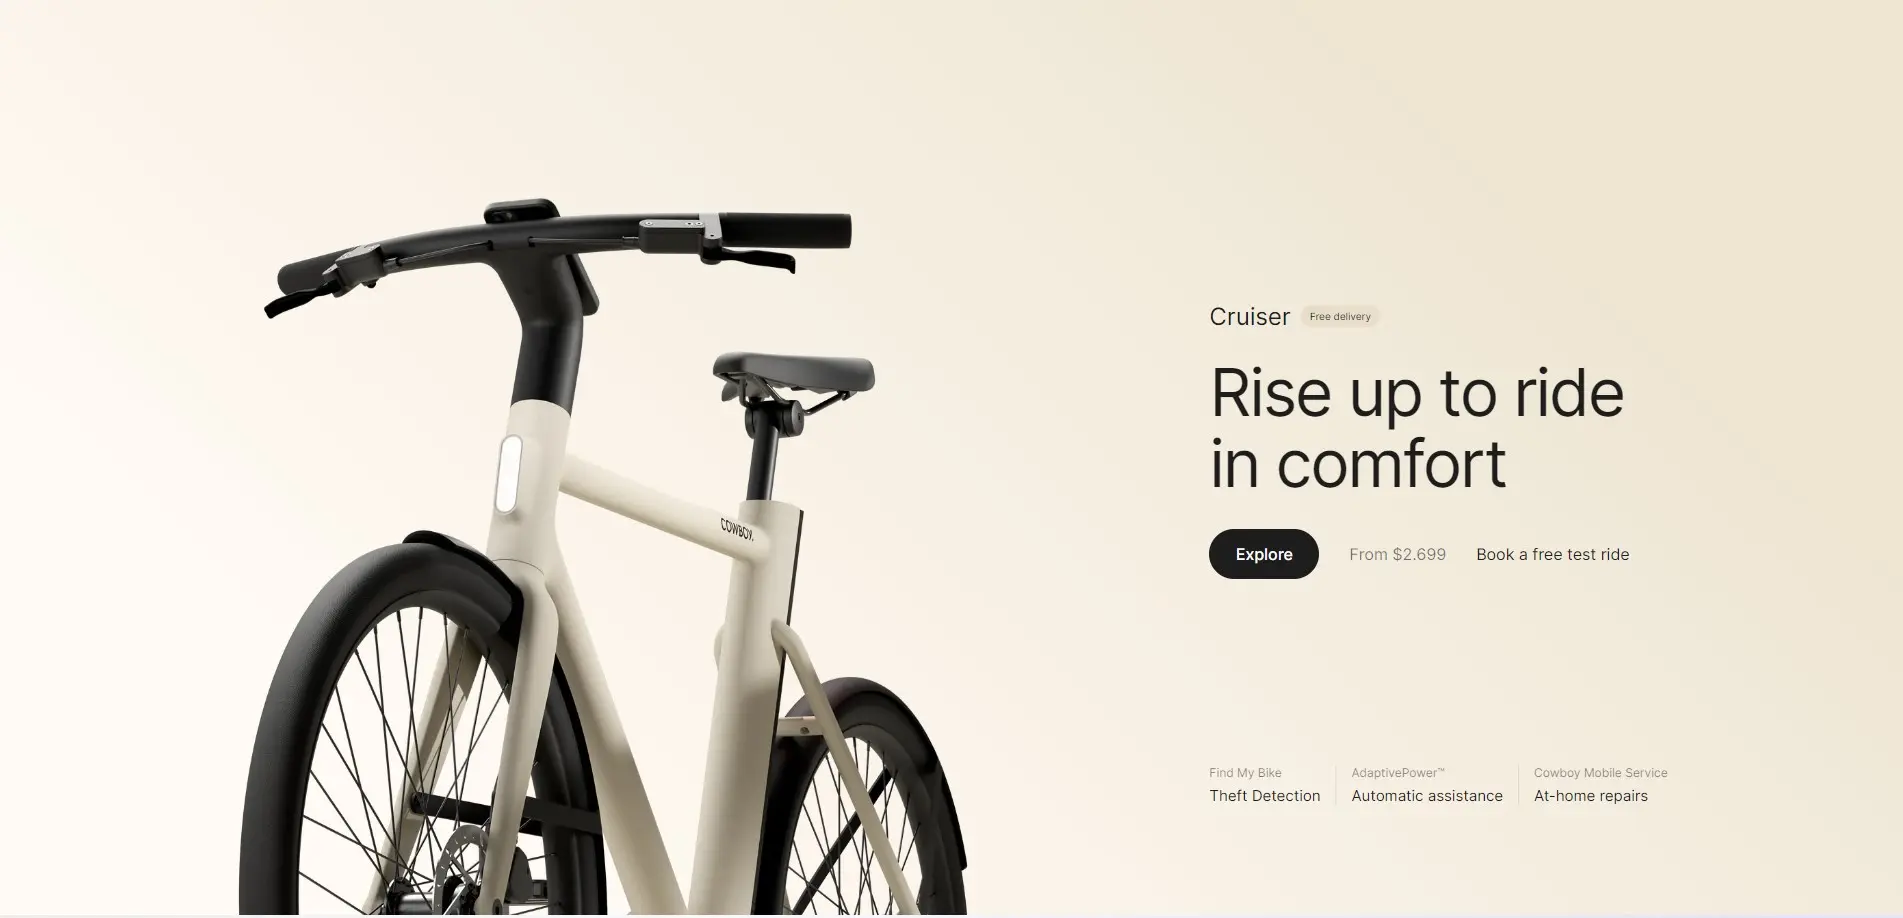 Cruiser
Free delivery
Rise up to ride
in comfort
Explore
From $2.699
Book a free test ride
COWBOY.
Find My Bike
Theft Detection
AdaptivePower™
Automatic assistance
Cowboy Mobile Service
At-home repairs